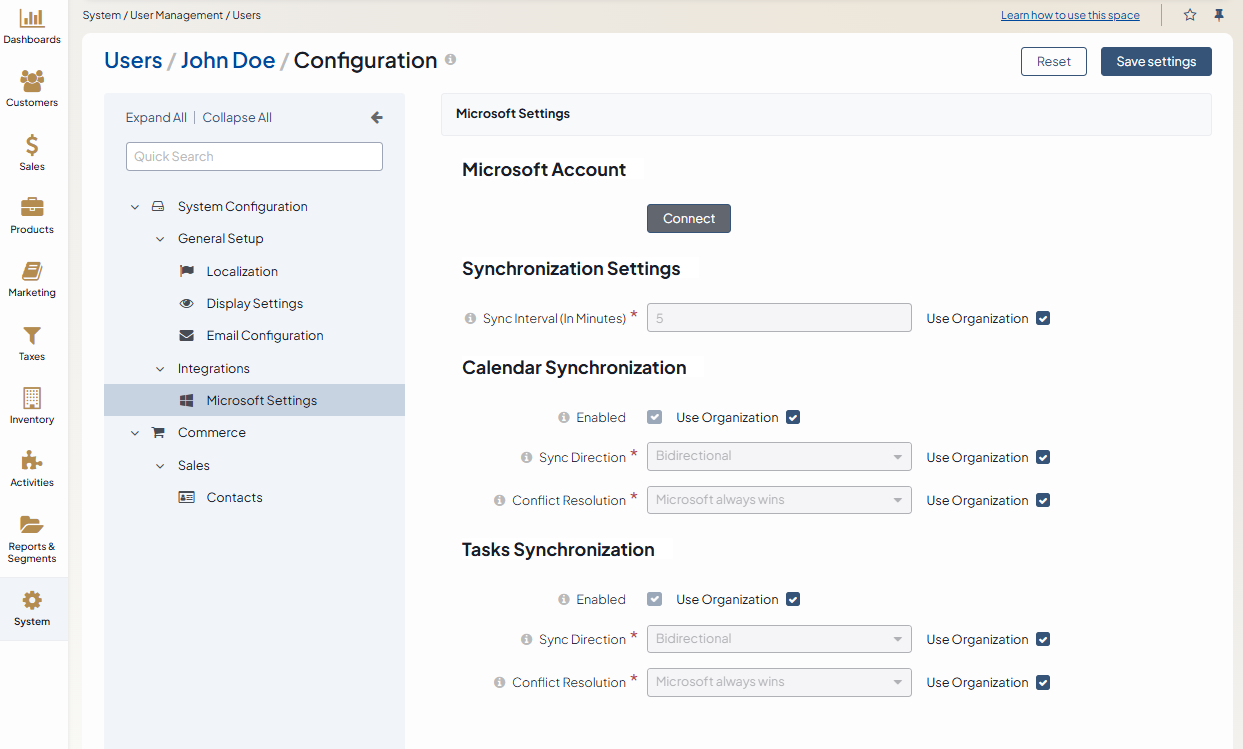 System / User Management / Users
Learn how to use this space
Dashboards
Customers
Sales
Products
Marketing
Taxes
Inventory
Activities
Reports &
Segments
System
Users / John Doe / Configuration
Reset
Save settings
Expand All | Collapse All
Quick Search
System Configuration
General Setup
Localization
Display Settings
Email Configuration
Integrations
Microsoft Settings
Commerce
Sales
Contacts
Microsoft Settings
Microsoft Account
Connect
Synchronization Settings
Sync Interval (In Minutes) * 5 Use Organization
Calendar Synchronization
Enabled Use Organization
Sync Direction * Bidirectional Use Organization
Conflict Resolution * Microsoft always wins Use Organization
Tasks Synchronization
Enabled Use Organization
Sync Direction * Bidirectional Use Organization
Conflict Resolution * Microsoft always wins Use Organization